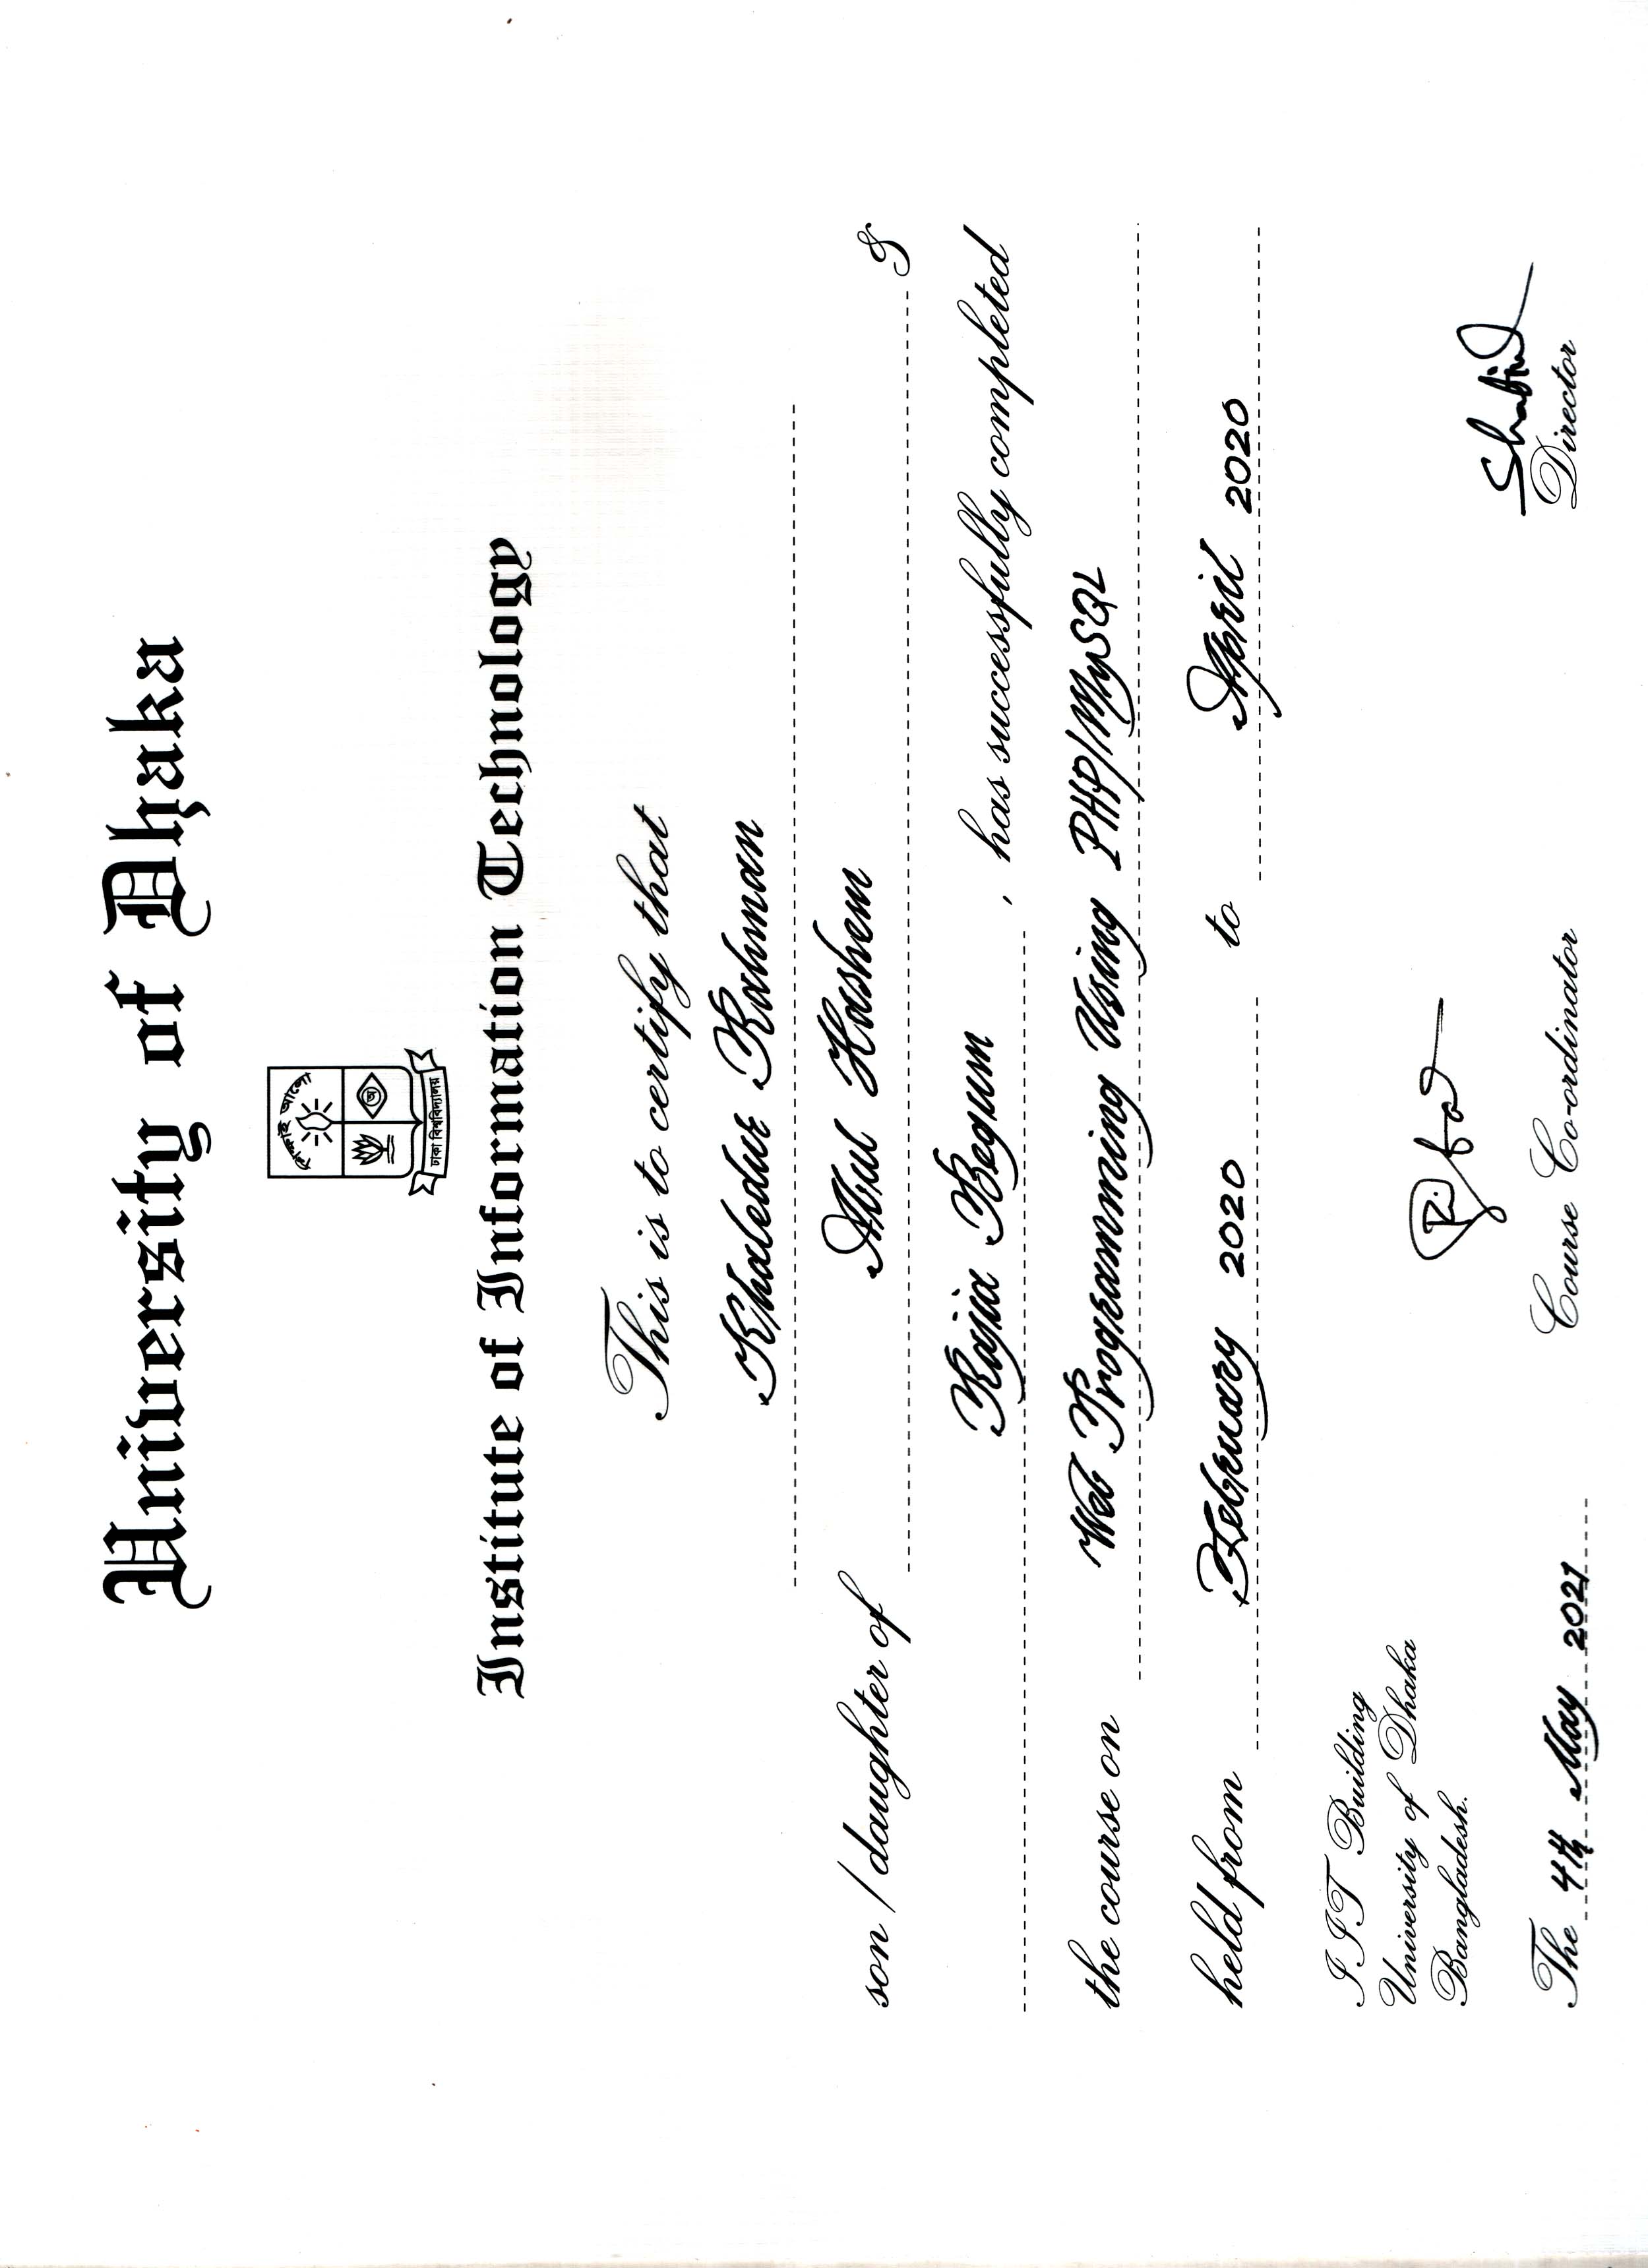 University of Dhaka
শিক্ষাই আলো
অ
ঢাকা বিশ্ববিদ্যালয়
Institute of Information Technology
This is to certify that
Khaledur Rahman
son / daughter of Abul Hashem &
Rajia Begum , has successfully completed
the course on Web Programming Using PHP/MySQL
held from February 2020 to April 2020
IIT Building
University of Dhaka
Bangladesh.
The 4th May 2021
Course Co-ordinator
Director